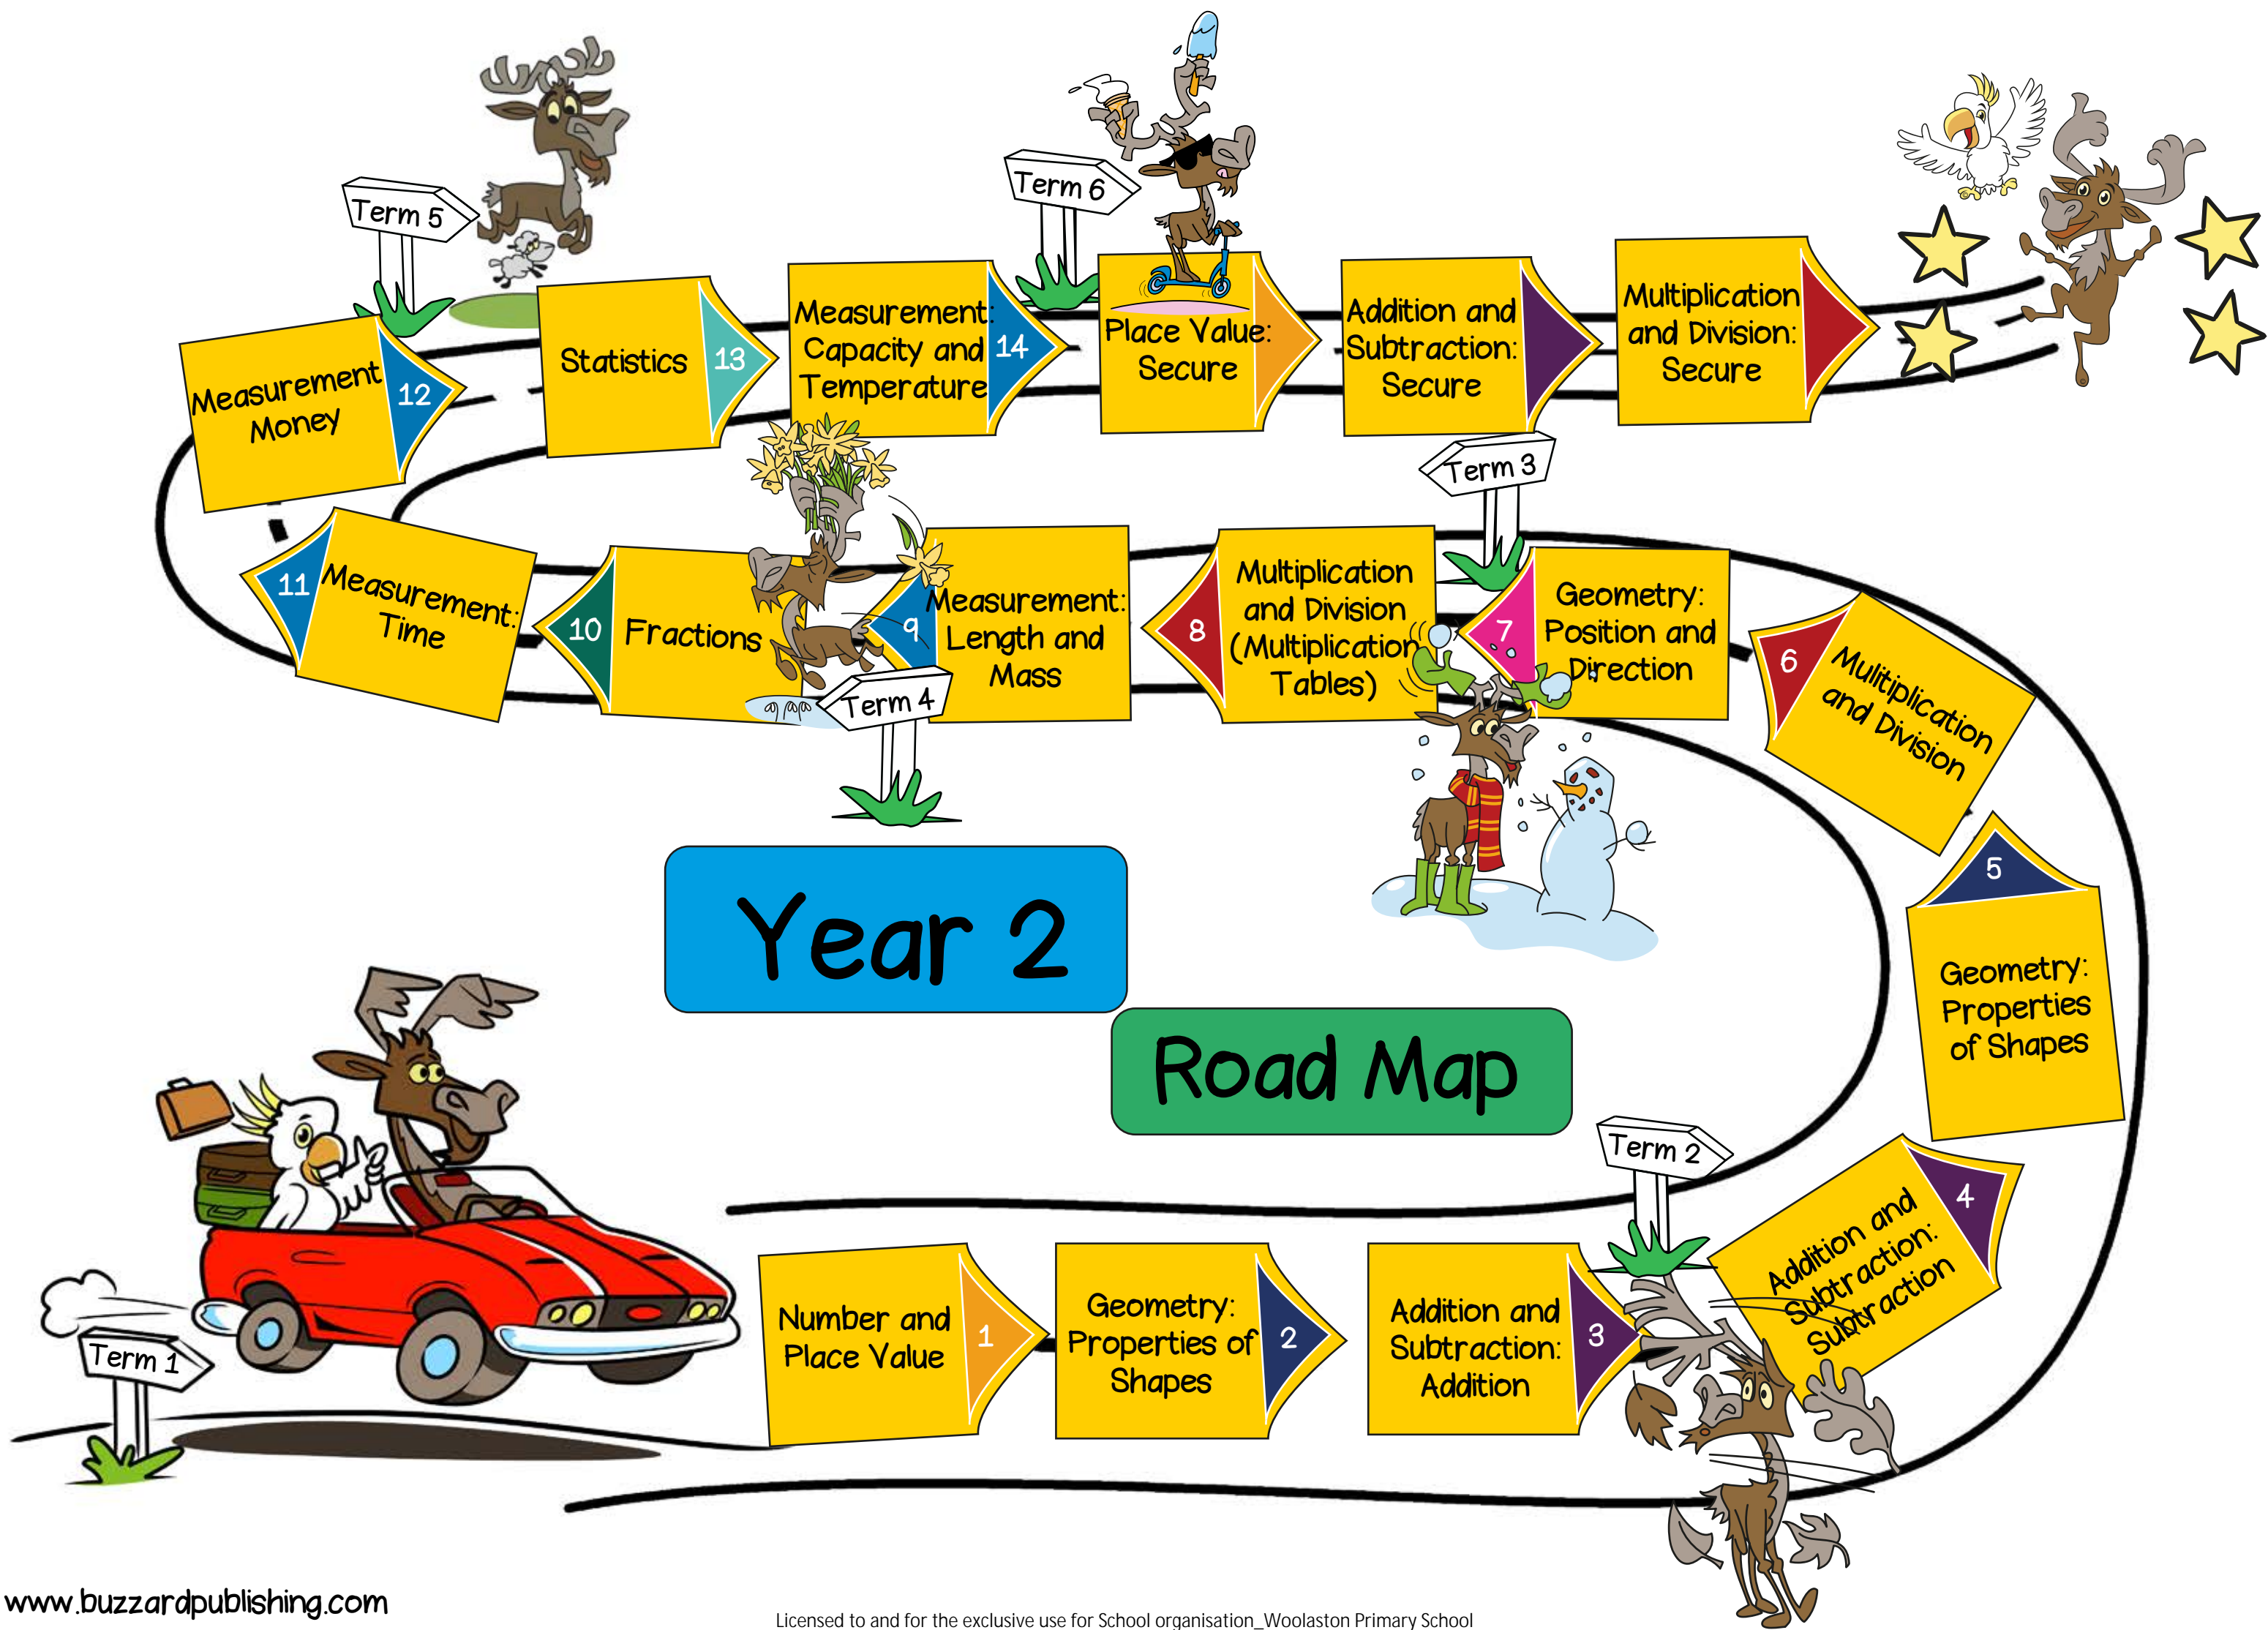 Term 5
Term 6
Measurement
Money
12
Statistics
13
Measurement:
Capacity and
Temperature
14
Place Value:
Secure
Addition and
Subtraction:
Secure
Multiplication
and Division:
Secure
Term 3
11
Measurement:
Time
10
Fractions
9
Measurement:
Length and
Mass
Term 4
8
Multiplication
and Division
(Multiplication
Tables)
7
Geometry:
Position and
Direction
6
Mulitiplication
and Division
5
Geometry:
Properties
of Shapes
Year 2
Road Map
Term 2
4
Addition and
Subtraction:
Subtraction
Term 1
Number and
Place Value
1
Geometry:
Properties of
Shapes
2
Addition and
Subtraction:
Addition
3
www.buzzardpublishing.com
Licensed to and for the exclusive use for School organisation_Woolaston Primary School